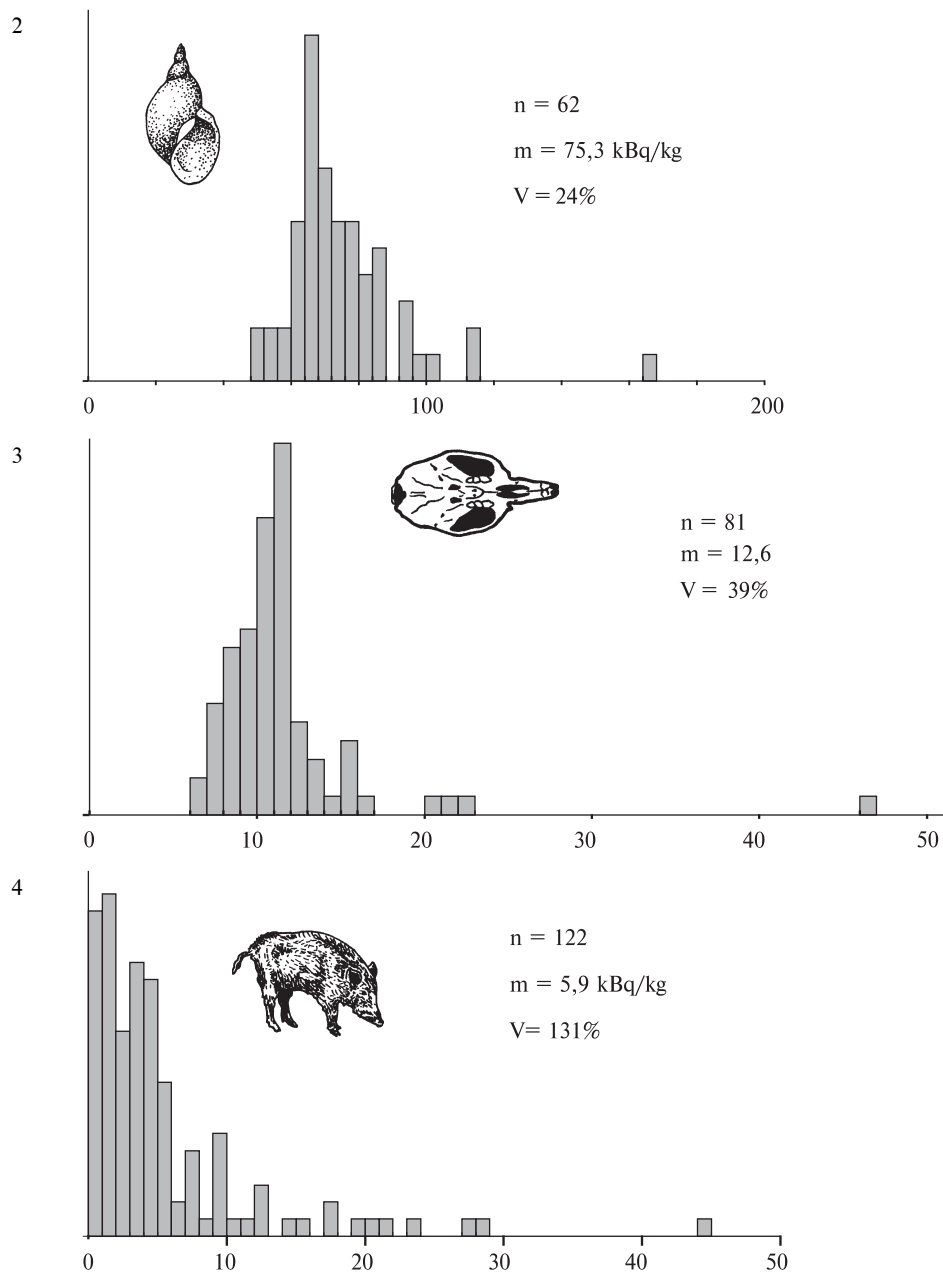 2
n = 62
m = 75,3 kBq/kg
V = 24%
0 100 200
3
n = 81
m = 12,6
V = 39%
0 10 20 30 40 50
4
n = 122
m = 5,9 kBq/kg
V= 131%
0 10 20 30 40 50